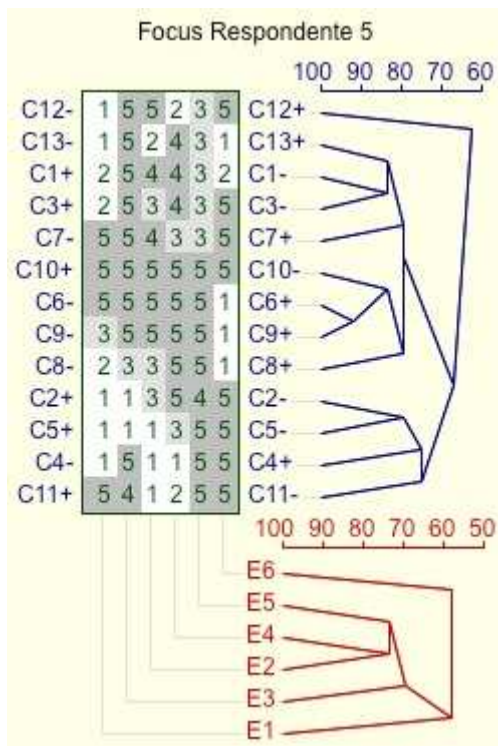 Focus Respondente 5
100 90 80 70 60
C12- 1 5 5 2 3 5 C12+
C13- 1 5 2 4 3 1 C13+
C1+ 2 5 4 4 3 2 C1-
C3+ 2 5 3 4 3 5 C3-
C7- 5 5 4 3 3 5 C7+
C10+ 5 5 5 5 5 5 C10-
C6- 5 5 5 5 5 1 C6+
C9- 3 5 5 5 5 1 C9+
C8- 2 3 3 5 5 1 C8+
C2+ 1 1 3 5 4 5 C2-
C5+ 1 1 1 3 5 5 C5-
C4- 1 5 1 1 5 5 C4+
C11+ 5 4 1 2 5 5 C11-
100 90 80 70 60 50
E6
E5
E4
E2
E3
E1